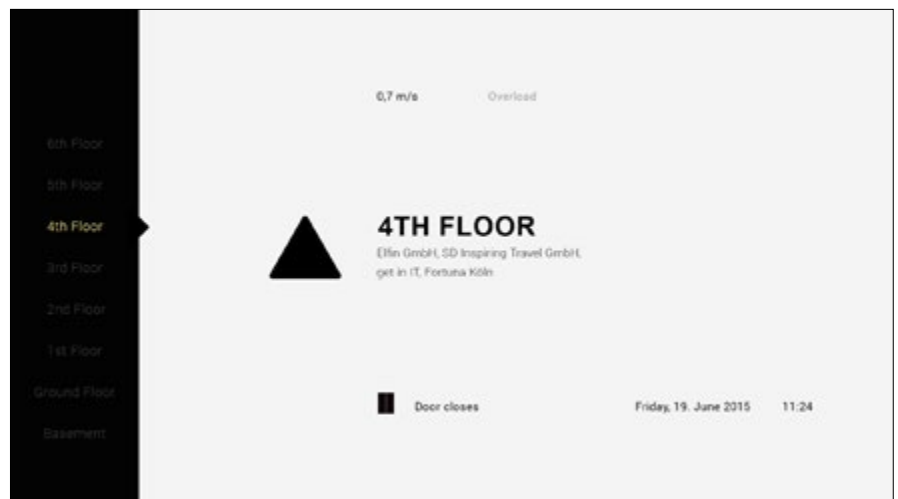 0,7 m/s Overload
6th Floor
5th Floor
4th Floor
3rd Floor
2nd Floor
1st Floor
Ground Floor
Basement
4TH FLOOR
Elfin GmbH, SD Inspiring Travel GmbH,
get in IT, Fortuna Köln
Door closes Friday, 19. June 2015 11:24